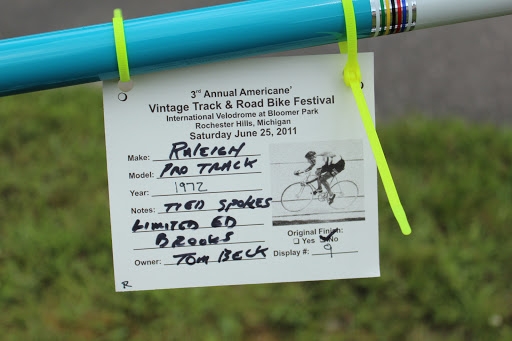 3rd Annual Americane'
Vintage Track & Road Bike Festival
International Velodrome at Bloomer Park
Rochester Hills, Michigan
Saturday June 25, 2011
Make: RALEIGH
Model: PRO TRACK
Year: 1972
Notes: TIED SPOKES
LIMITED ED
BROOKS
Owner: TOM BECK
Original Finish:
☐ Yes ☑ No
Display #: 9
R